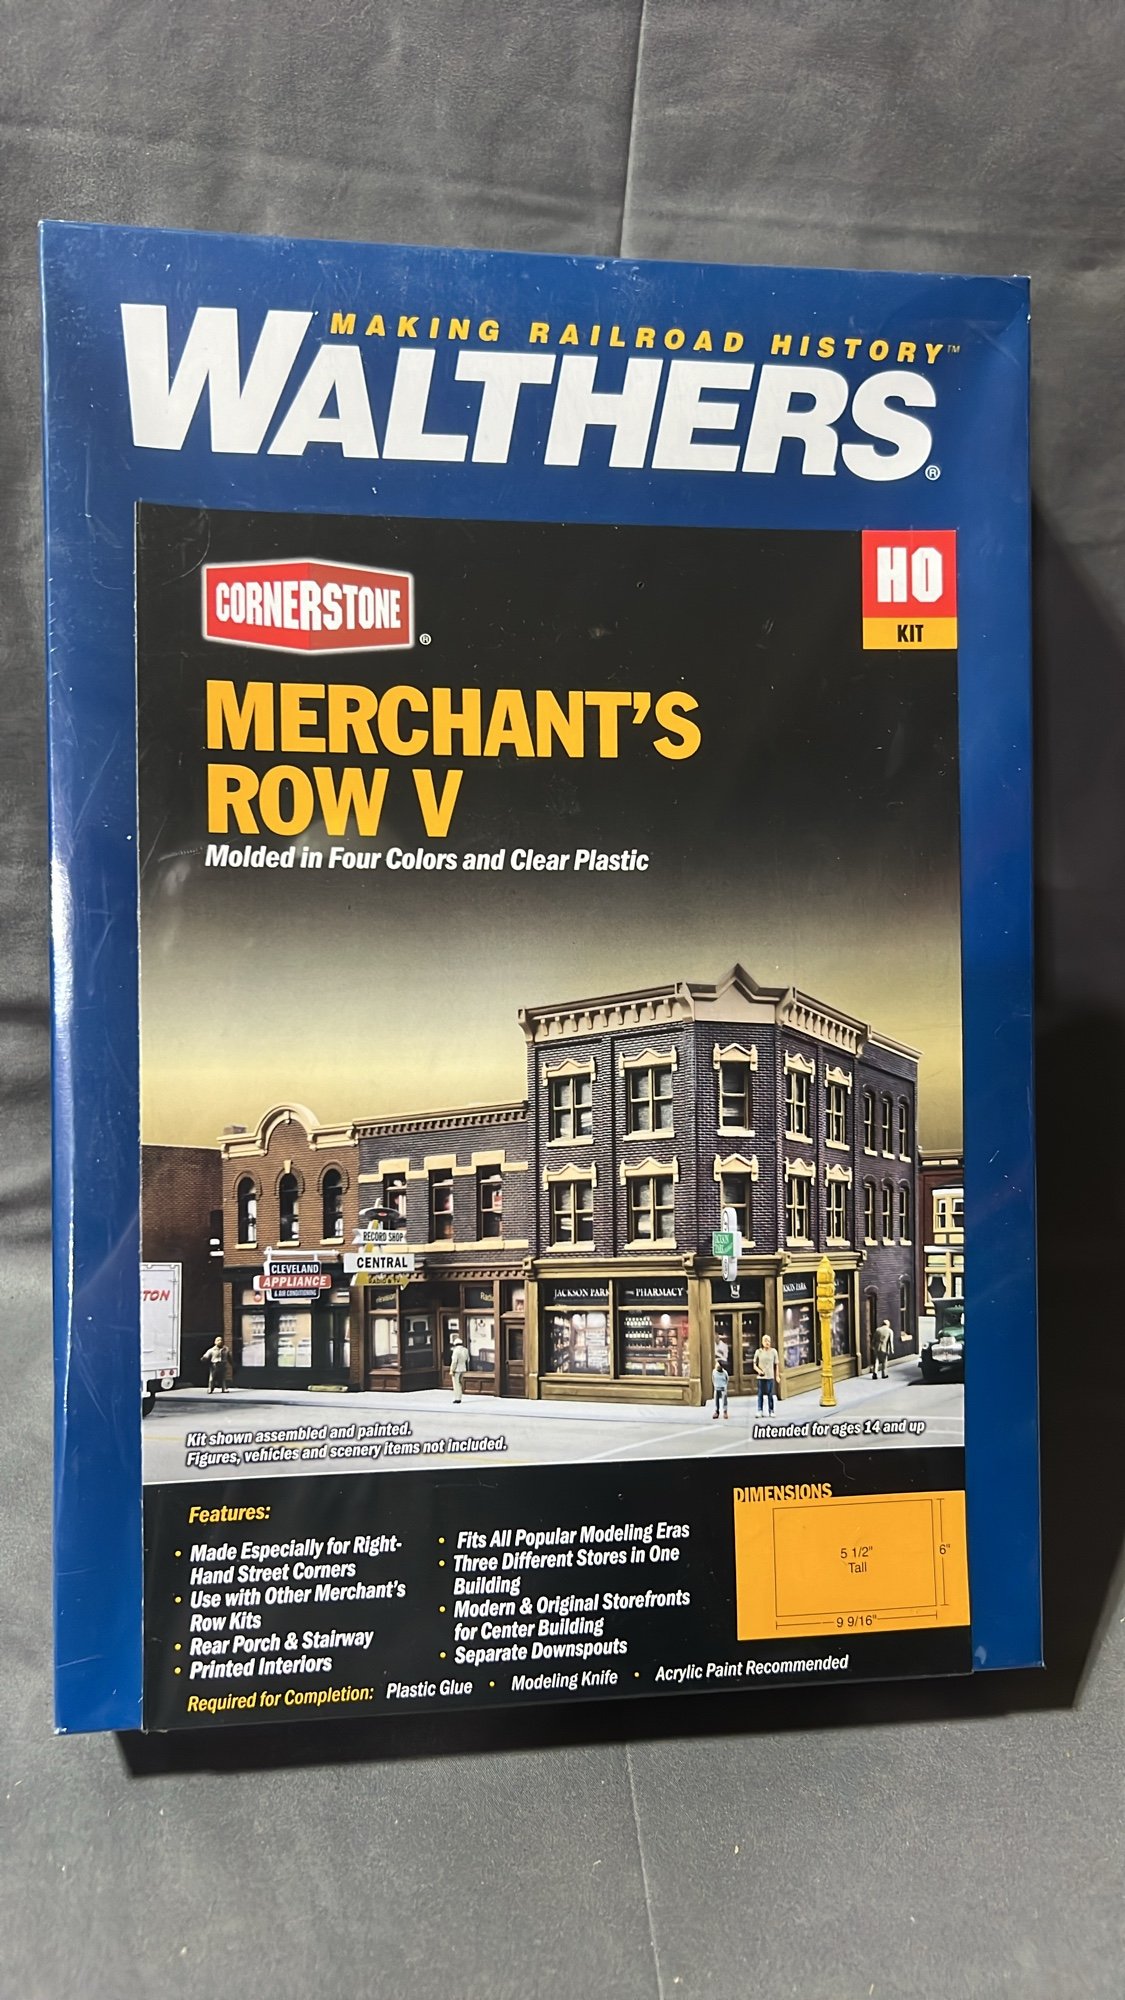 MAKING RAILROAD HISTORY™
WALTHERS®
CORNERSTONE®
HO
KIT
MERCHANT'S
ROW V
Molded in Four Colors and Clear Plastic
RECORD SHOP
CENTRAL
CLEVELAND
APPLIANCE
& AIR CONDITIONING
TON
JACKSON PARK PHARMACY
Kit shown assembled and painted.
Figures, vehicles and scenery items not included.
Intended for ages 14 and up
Features:
• Made Especially for Right-
Hand Street Corners
• Use with Other Merchant's
Row Kits
• Rear Porch & Stairway
• Printed Interiors
• Fits All Popular Modeling Eras
• Three Different Stores in One
Building
• Modern & Original Storefronts
for Center Building
• Separate Downspouts
DIMENSIONS
5 1/2"
Tall
6"
9 9/16"
Required for Completion: Plastic Glue • Modeling Knife • Acrylic Paint Recommended